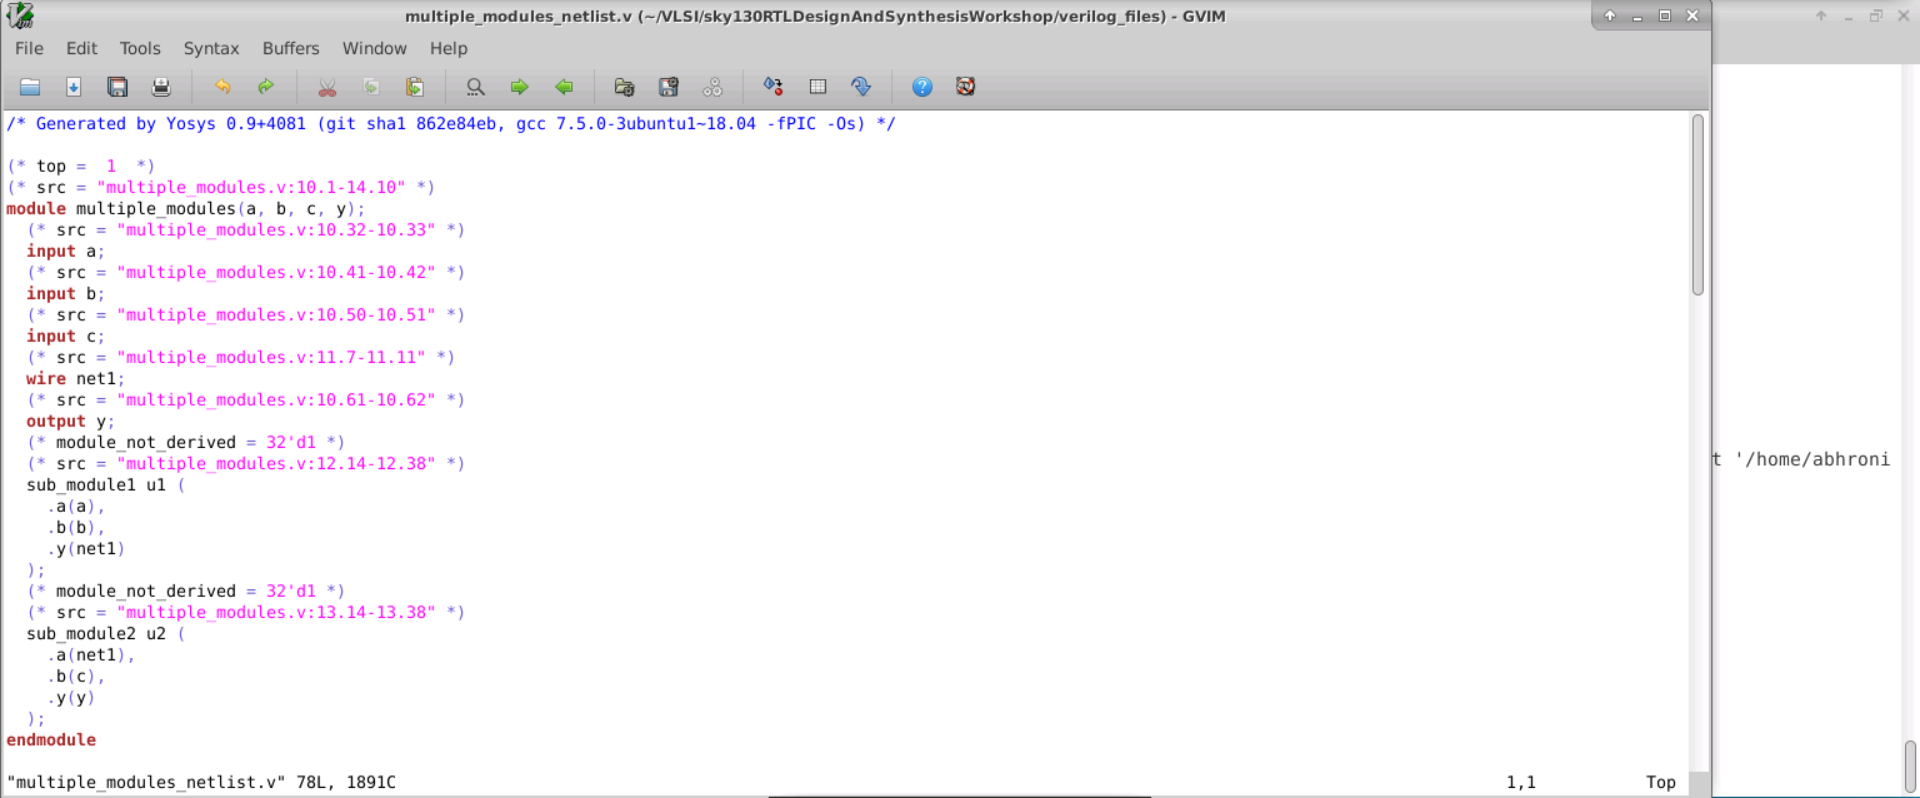 multiple_modules_netlist.v (~/VLSI/sky130RTLDesignAndSynthesisWorkshop/verilog_files) - GVIM
File Edit Tools Syntax Buffers Window Help
/* Generated by Yosys 0.9+4081 (git sha1 862e84eb, gcc 7.5.0-3ubuntu1~18.04 -fPIC -Os) */
(* top =  1  *)
(* src = "multiple_modules.v:10.1-14.10" *)
module multiple_modules(a, b, c, y);
  (* src = "multiple_modules.v:10.32-10.33" *)
  input a;
  (* src = "multiple_modules.v:10.41-10.42" *)
  input b;
  (* src = "multiple_modules.v:10.50-10.51" *)
  input c;
  (* src = "multiple_modules.v:11.7-11.11" *)
  wire net1;
  (* src = "multiple_modules.v:10.61-10.62" *)
  output y;
  (* module_not_derived = 32'd1 *)
  (* src = "multiple_modules.v:12.14-12.38" *)
  sub_module1 u1 (
    .a(a),
    .b(b),
    .y(net1)
  );
  (* module_not_derived = 32'd1 *)
  (* src = "multiple_modules.v:13.14-13.38" *)
  sub_module2 u2 (
    .a(net1),
    .b(c),
    .y(y)
  );
endmodule
"multiple_modules_netlist.v" 78L, 1891C 1,1 Top
t '/home/abhroni